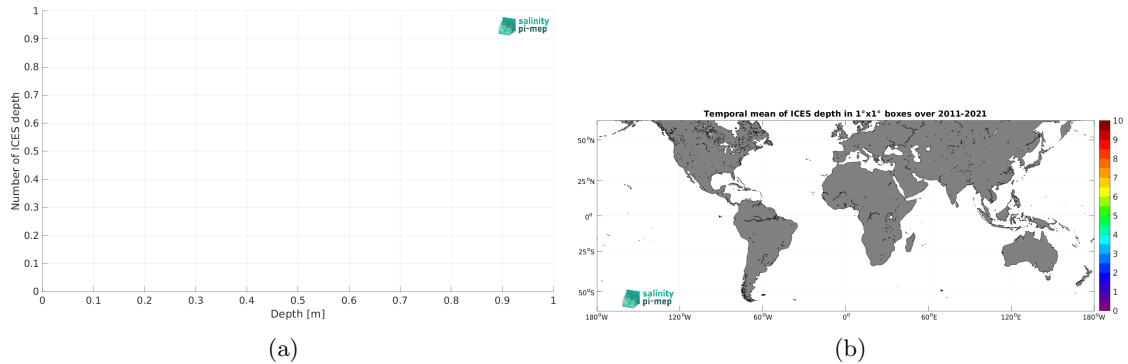 1
0.9
0.8
0.7
0.6
0.5
0.4
0.3
0.2
0.1
0
Number of ICES depth
0 0.1 0.2 0.3 0.4 0.5 0.6 0.7 0.8 0.9 1
Depth [m]
salinity
pi-mep
(a)
Temporal mean of ICES depth in 1°x1° boxes over 2011-2021
50°N
25°N
0°
25°S
50°S
180°W 120°W 60°W 0° 60°E 120°E 180°E
salinity
pi-mep
10
9
8
7
6
5
4
3
2
1
0
(b)